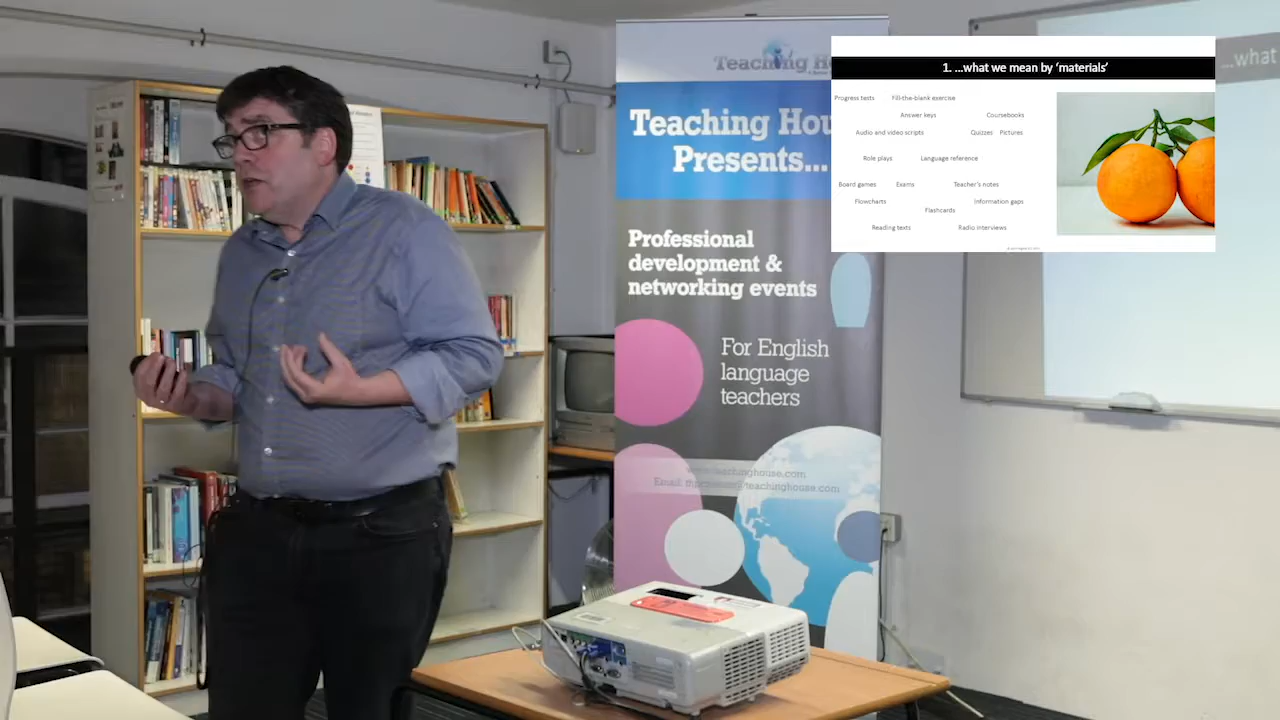 Teaching
Teaching
Presents...
Professional
development &
networking events
For English
language
teachers
1. ...what we mean by ‘materials’
Progress tests
Fill-the-blank exercise
Answer keys
Coursebooks
Audio and video scripts
Quizzes
Pictures
Role plays
Language reference
Board games
Exams
Teacher's notes
Flowcharts
Information gaps
Flashcards
Reading texts
Radio interviews
...what